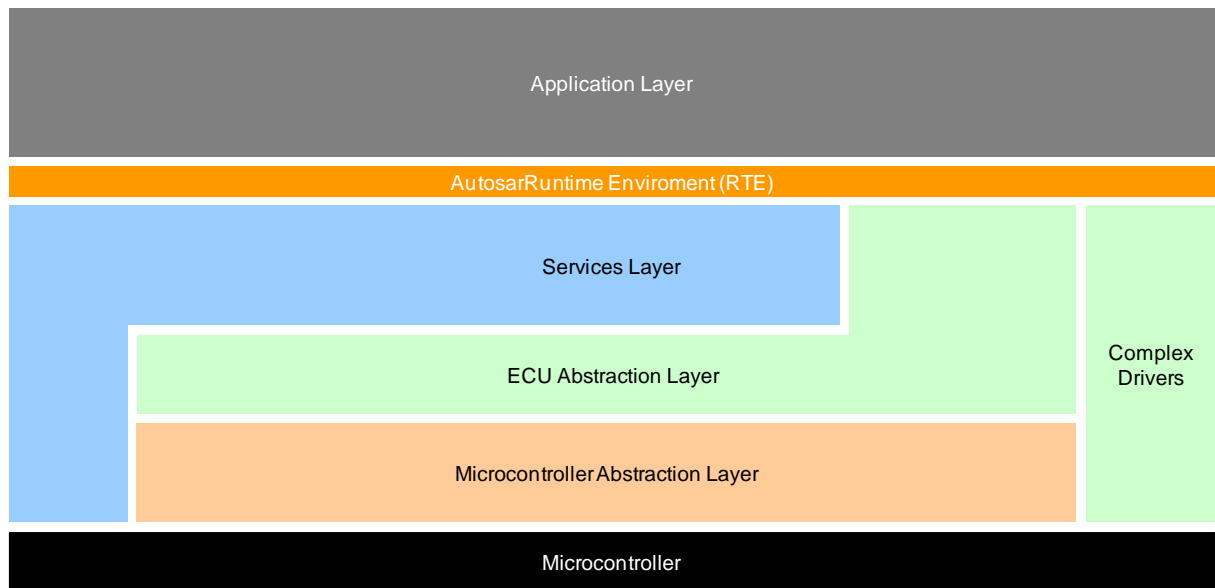 Application Layer
AutosarRuntime Enviroment (RTE)
Services Layer
ECU Abstraction Layer
Complex
Drivers
Microcontroller Abstraction Layer
Microcontroller